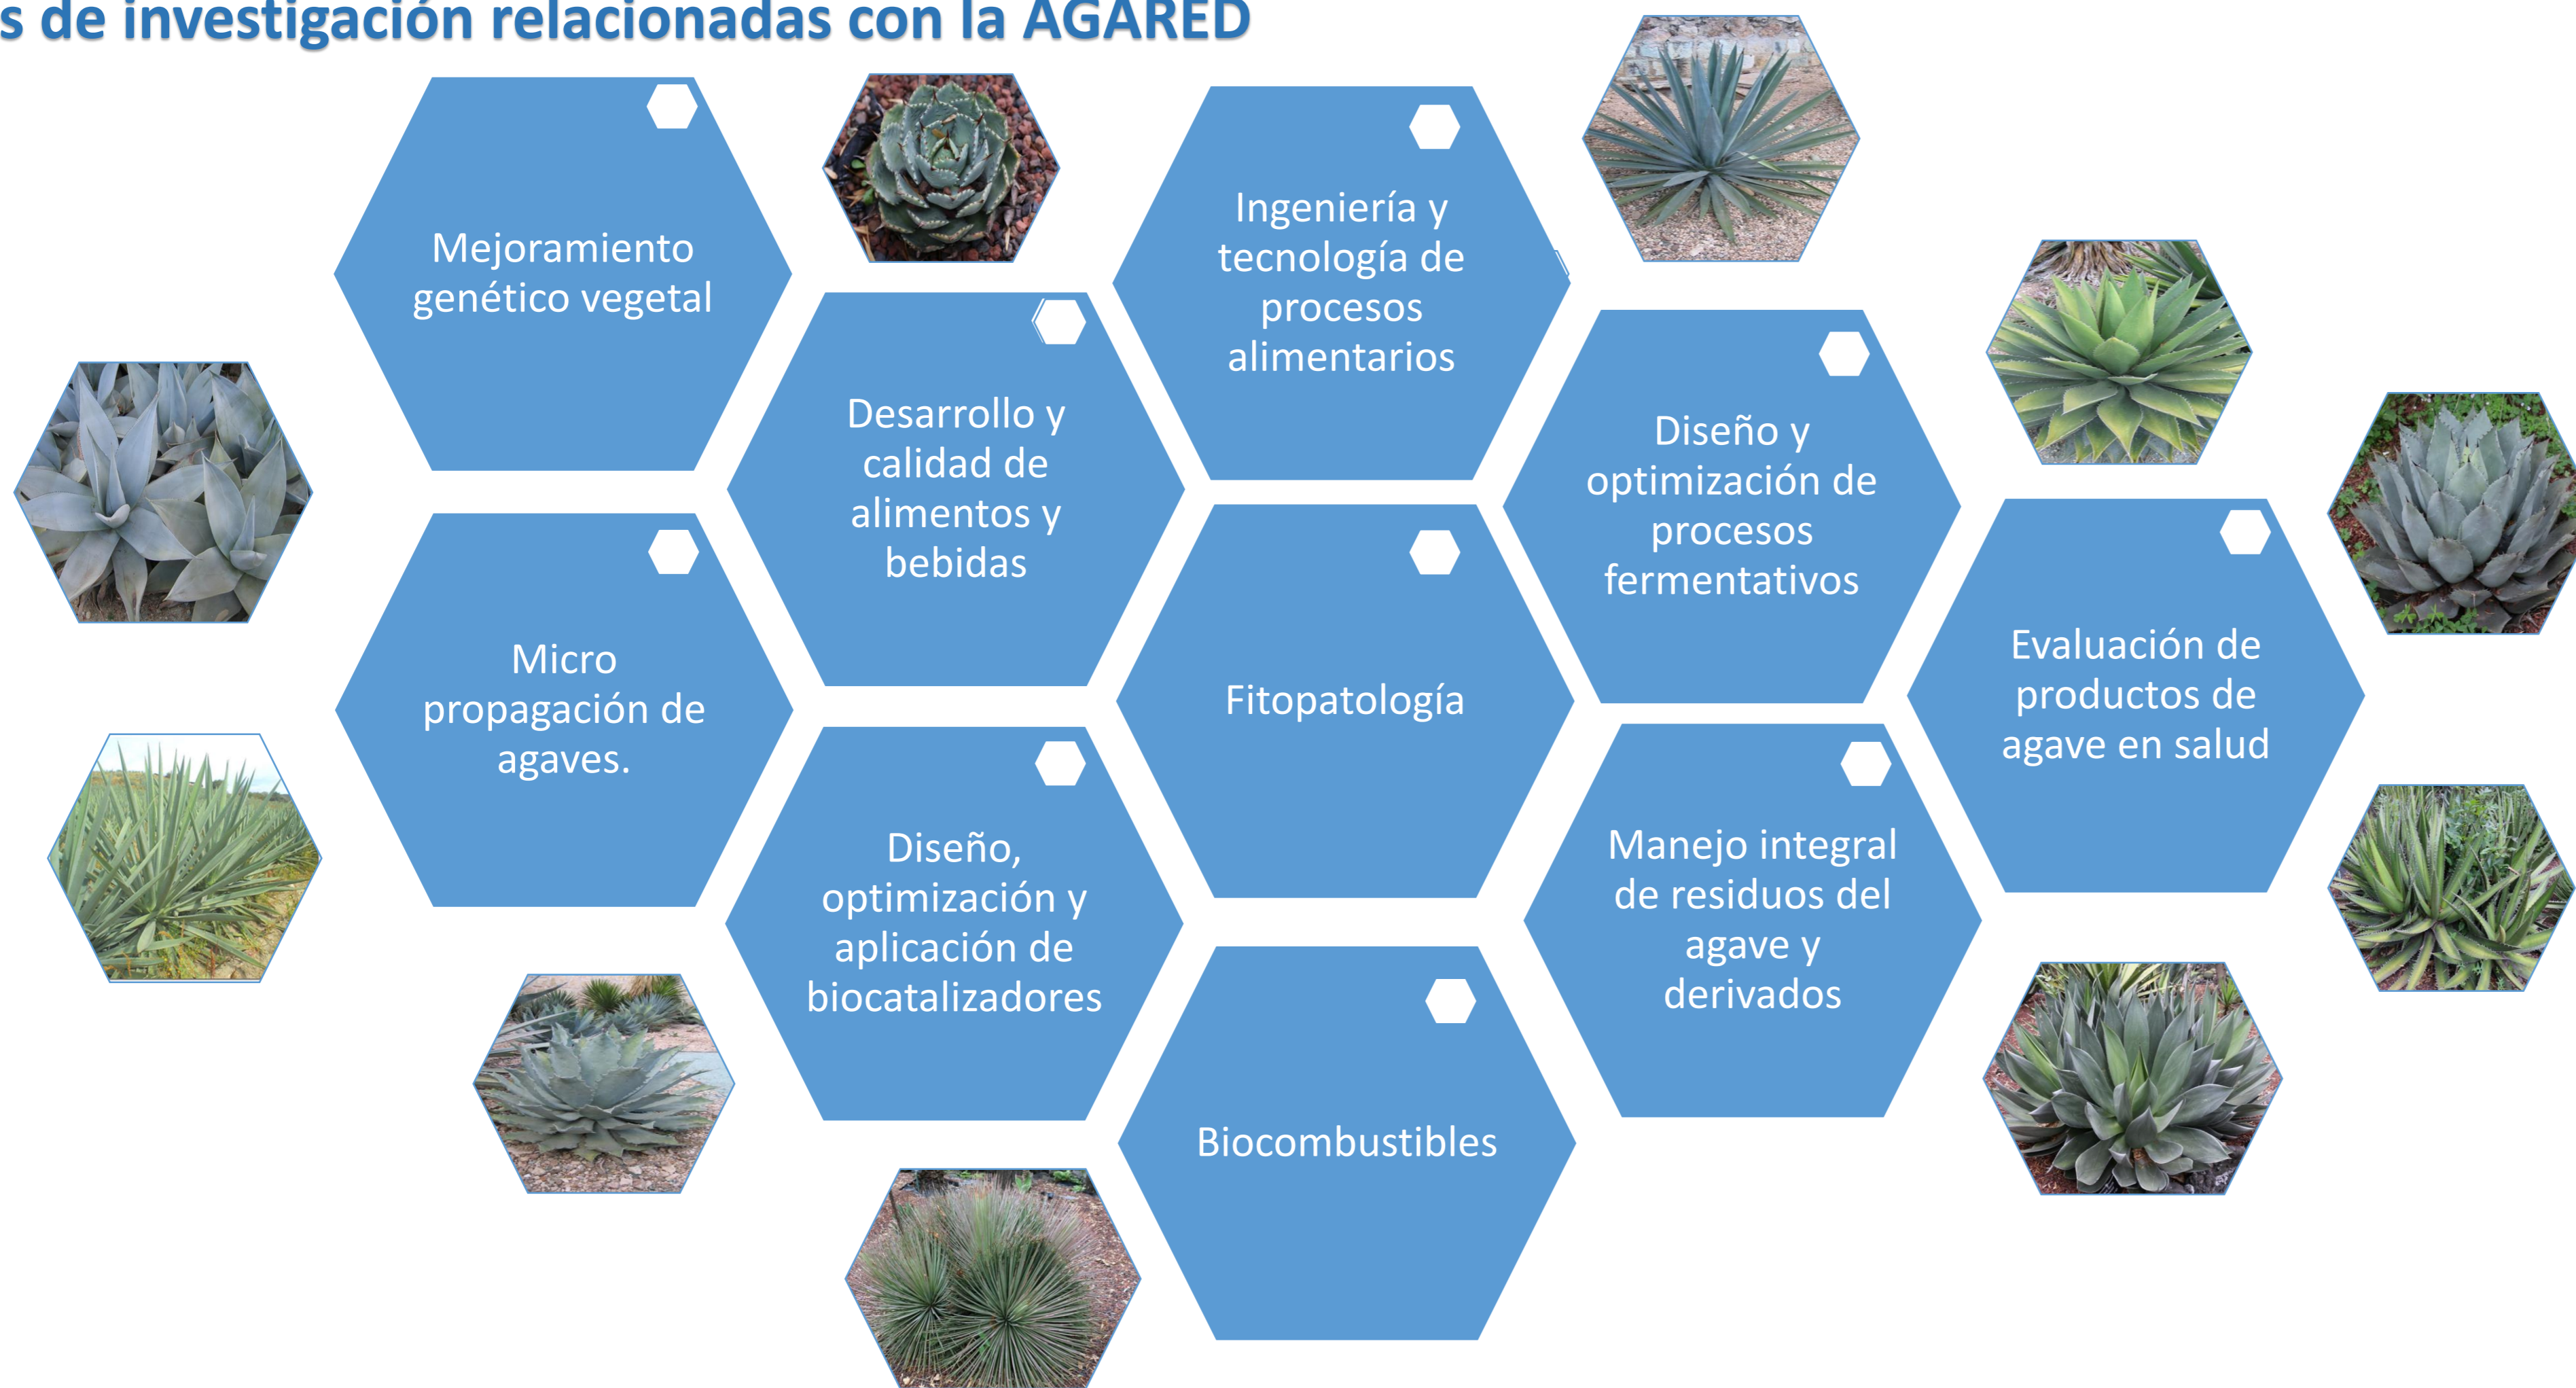 s de investigación relacionadas con la AGARED
Mejoramiento
genético vegetal
Ingeniería y
tecnología de
procesos
alimentarios
Desarrollo y
calidad de
alimentos y
bebidas
Diseño y
optimización de
procesos
fermentativos
Micro
propagación de
agaves.
Fitopatología
Evaluación de
productos de
agave en salud
Diseño,
optimización y
aplicación de
biocatalizadores
Manejo integral
de residuos del
agave y
derivados
Biocombustibles